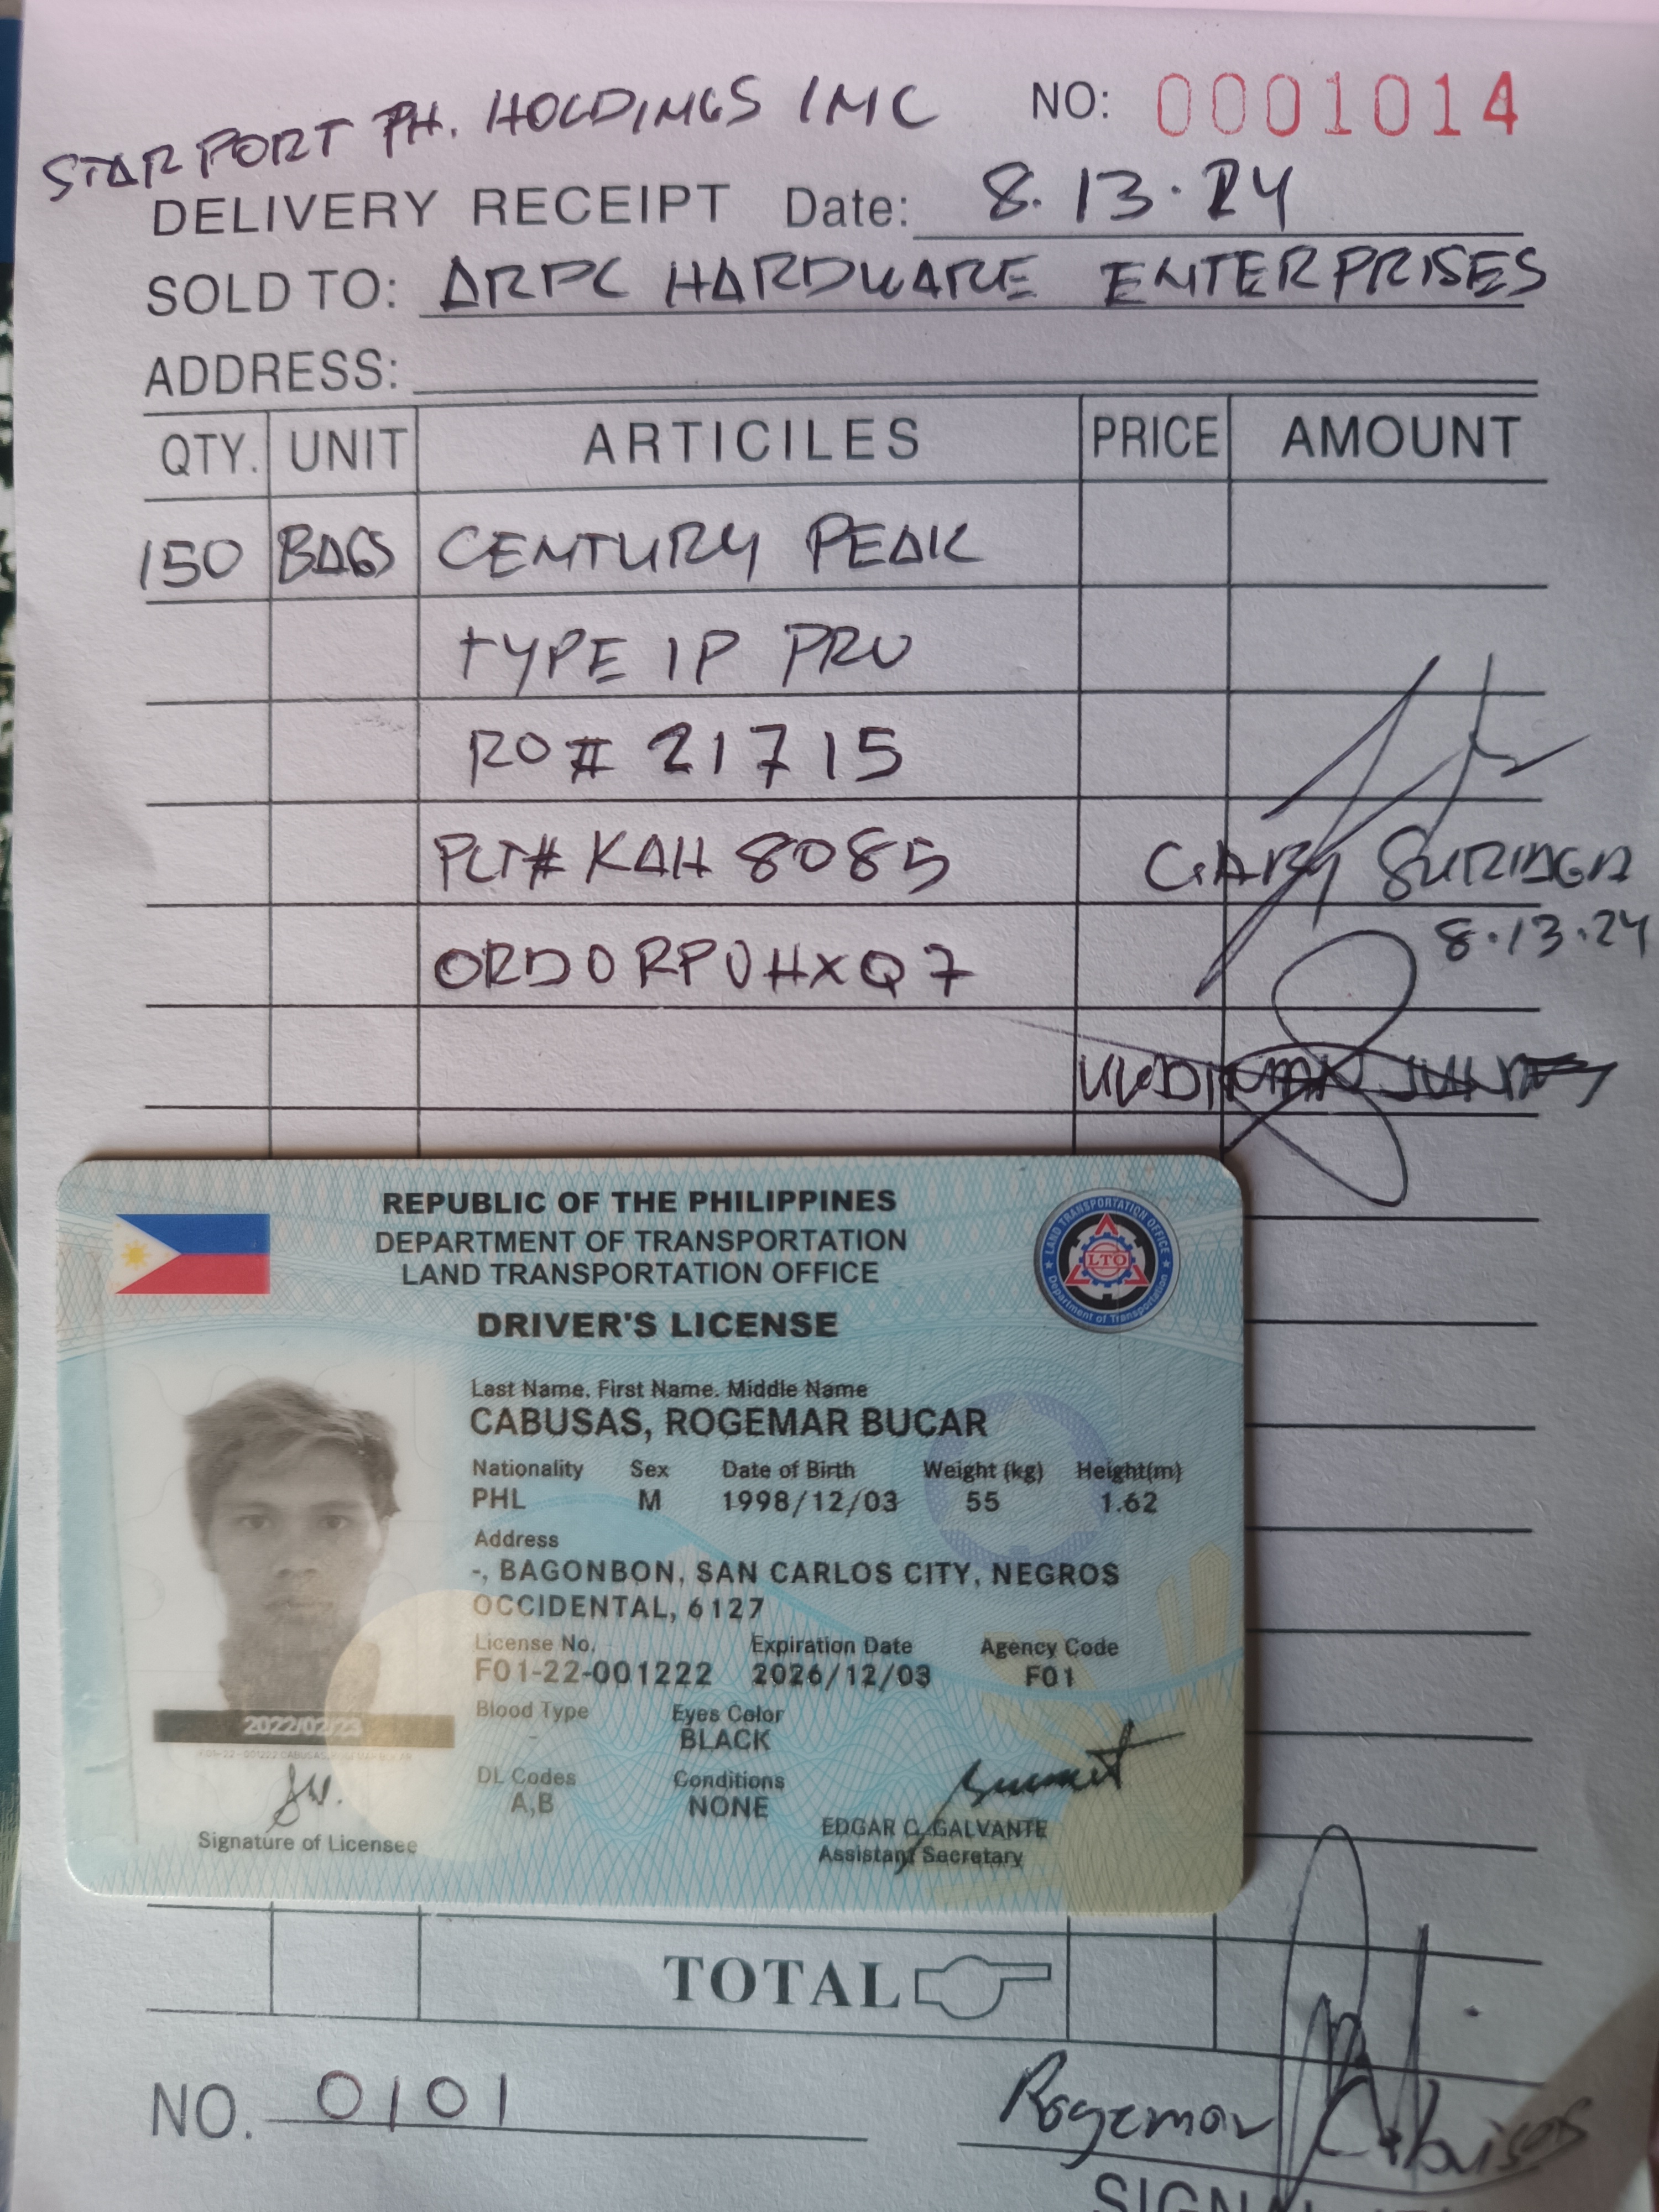 STARPORT PH. HOLDINGS INC NO: 0001014
DELIVERY RECEIPT Date: 8.13.24
SOLD TO: ARPC HARDWARE ENTERPRISES
ADDRESS:
QTY. UNIT ARTICILES PRICE AMOUNT
150 BAGS CENTURY PEAK
TYPE 1P PRO
RO# 21715
PLT# KAH 8085
GARY SURIAGA
8.13.24
ORD0RPUHXQ7
REPUBLIC OF THE PHILIPPINES
DEPARTMENT OF TRANSPORTATION
LAND TRANSPORTATION OFFICE
LAND TRANSPORTATION OFFICE
LTO
Department of Transportation
DRIVER'S LICENSE
Last Name, First Name, Middle Name
CABUSAS, ROGEMAR BUCAR
Nationality Sex Date of Birth Weight (kg) Height(m)
PHL M 1998/12/03 55 1.62
Address
-, BAGONBON, SAN CARLOS CITY, NEGROS
OCCIDENTAL, 6127
License No. Expiration Date Agency Code
F01-22-001222 2026/12/03 F01
2022/02/23
Blood Type Eyes Color
- BLACK
DL Codes Conditions
A,B NONE
EDGAR C. GALVANTE
Assistant Secretary
Signature of Licensee
TOTAL
NO. 0101
Rogemar Cabusas